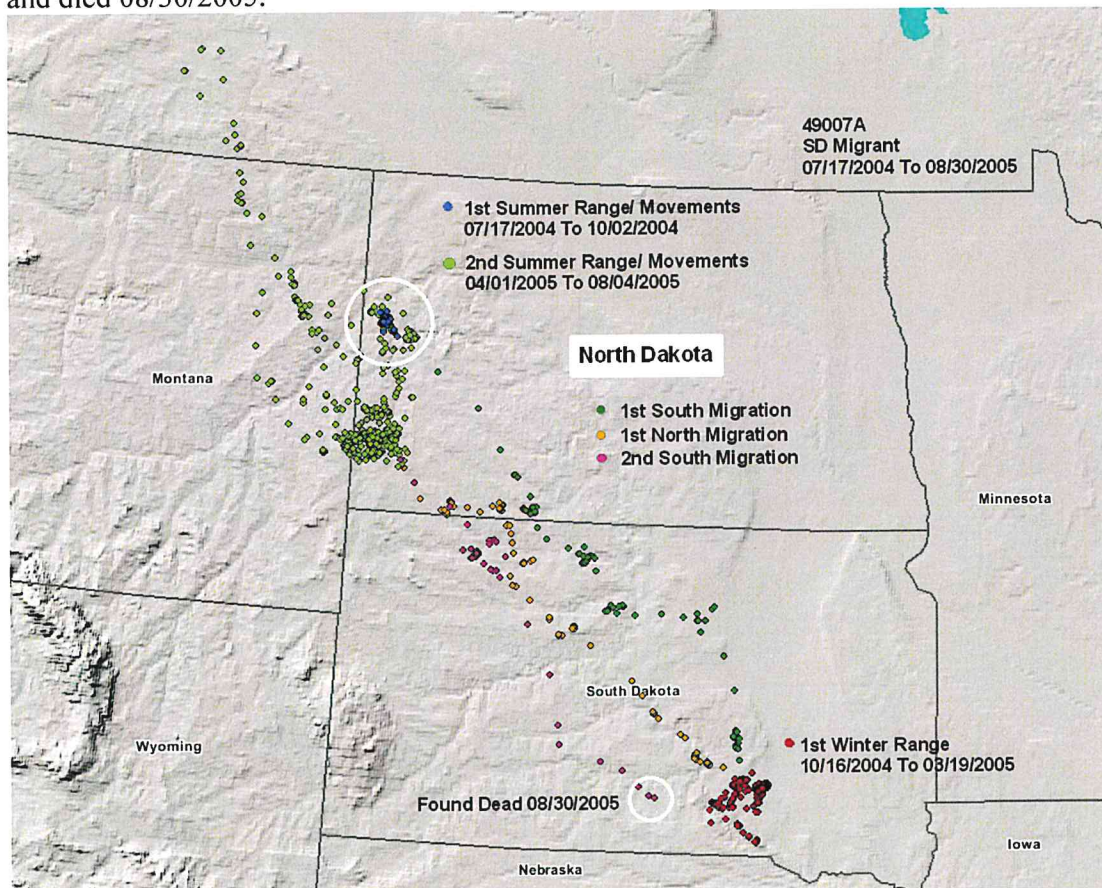 and died 08/30/2005.
49007A
SD Migrant
07/17/2004 To 08/30/2005
1st Summer Range/ Movements
07/17/2004 To 10/02/2004
2nd Summer Range/ Movements
04/01/2005 To 08/04/2005
North Dakota
Montana
1st South Migration
1st North Migration
2nd South Migration
Minnesota
South Dakota
Wyoming
1st Winter Range
10/16/2004 To 03/19/2005
Found Dead 08/30/2005
Iowa
Nebraska